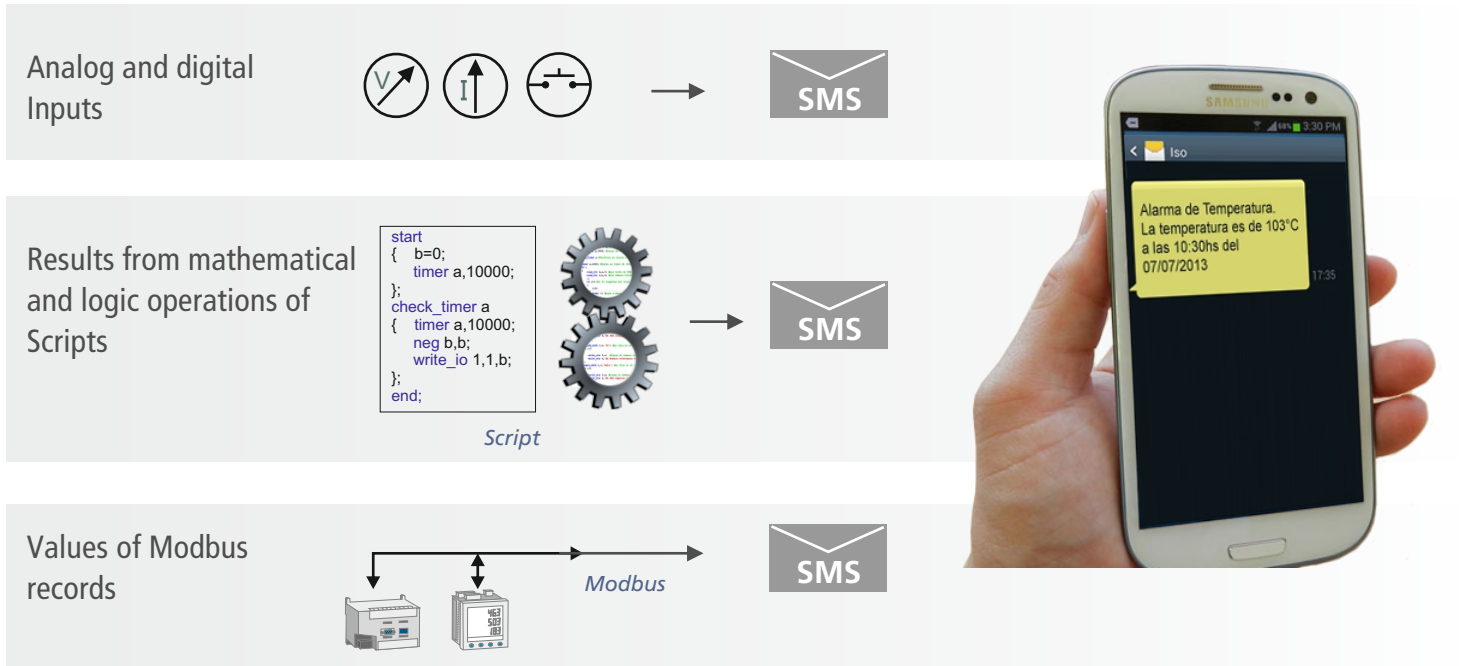 Analog and digital
Inputs
V
I
SMS
Results from mathematical
and logic operations of
Scripts
start
{ b=0;
timer a,10000;
};
check_timer a
{ timer a,10000;
neg b,b;
write_io 1,1,b;
};
end;
Script
SMS
Values of Modbus
records
Modbus
SMS
SAMSUNG
68% 3:30 PM
< Iso
Alarma de Temperatura.
La temperatura es de 103°C
a las 10:30hs del
07/07/2013
17:35